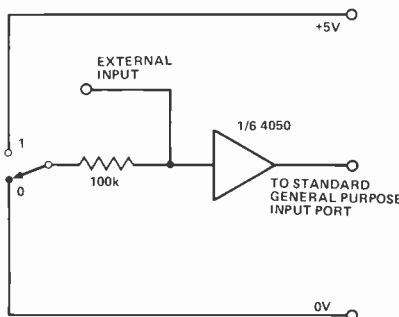 +5V
EXTERNAL
INPUT
1/6 4050
1
100k
0
TO STANDARD
GENERAL PURPOSE
INPUT PORT
0V